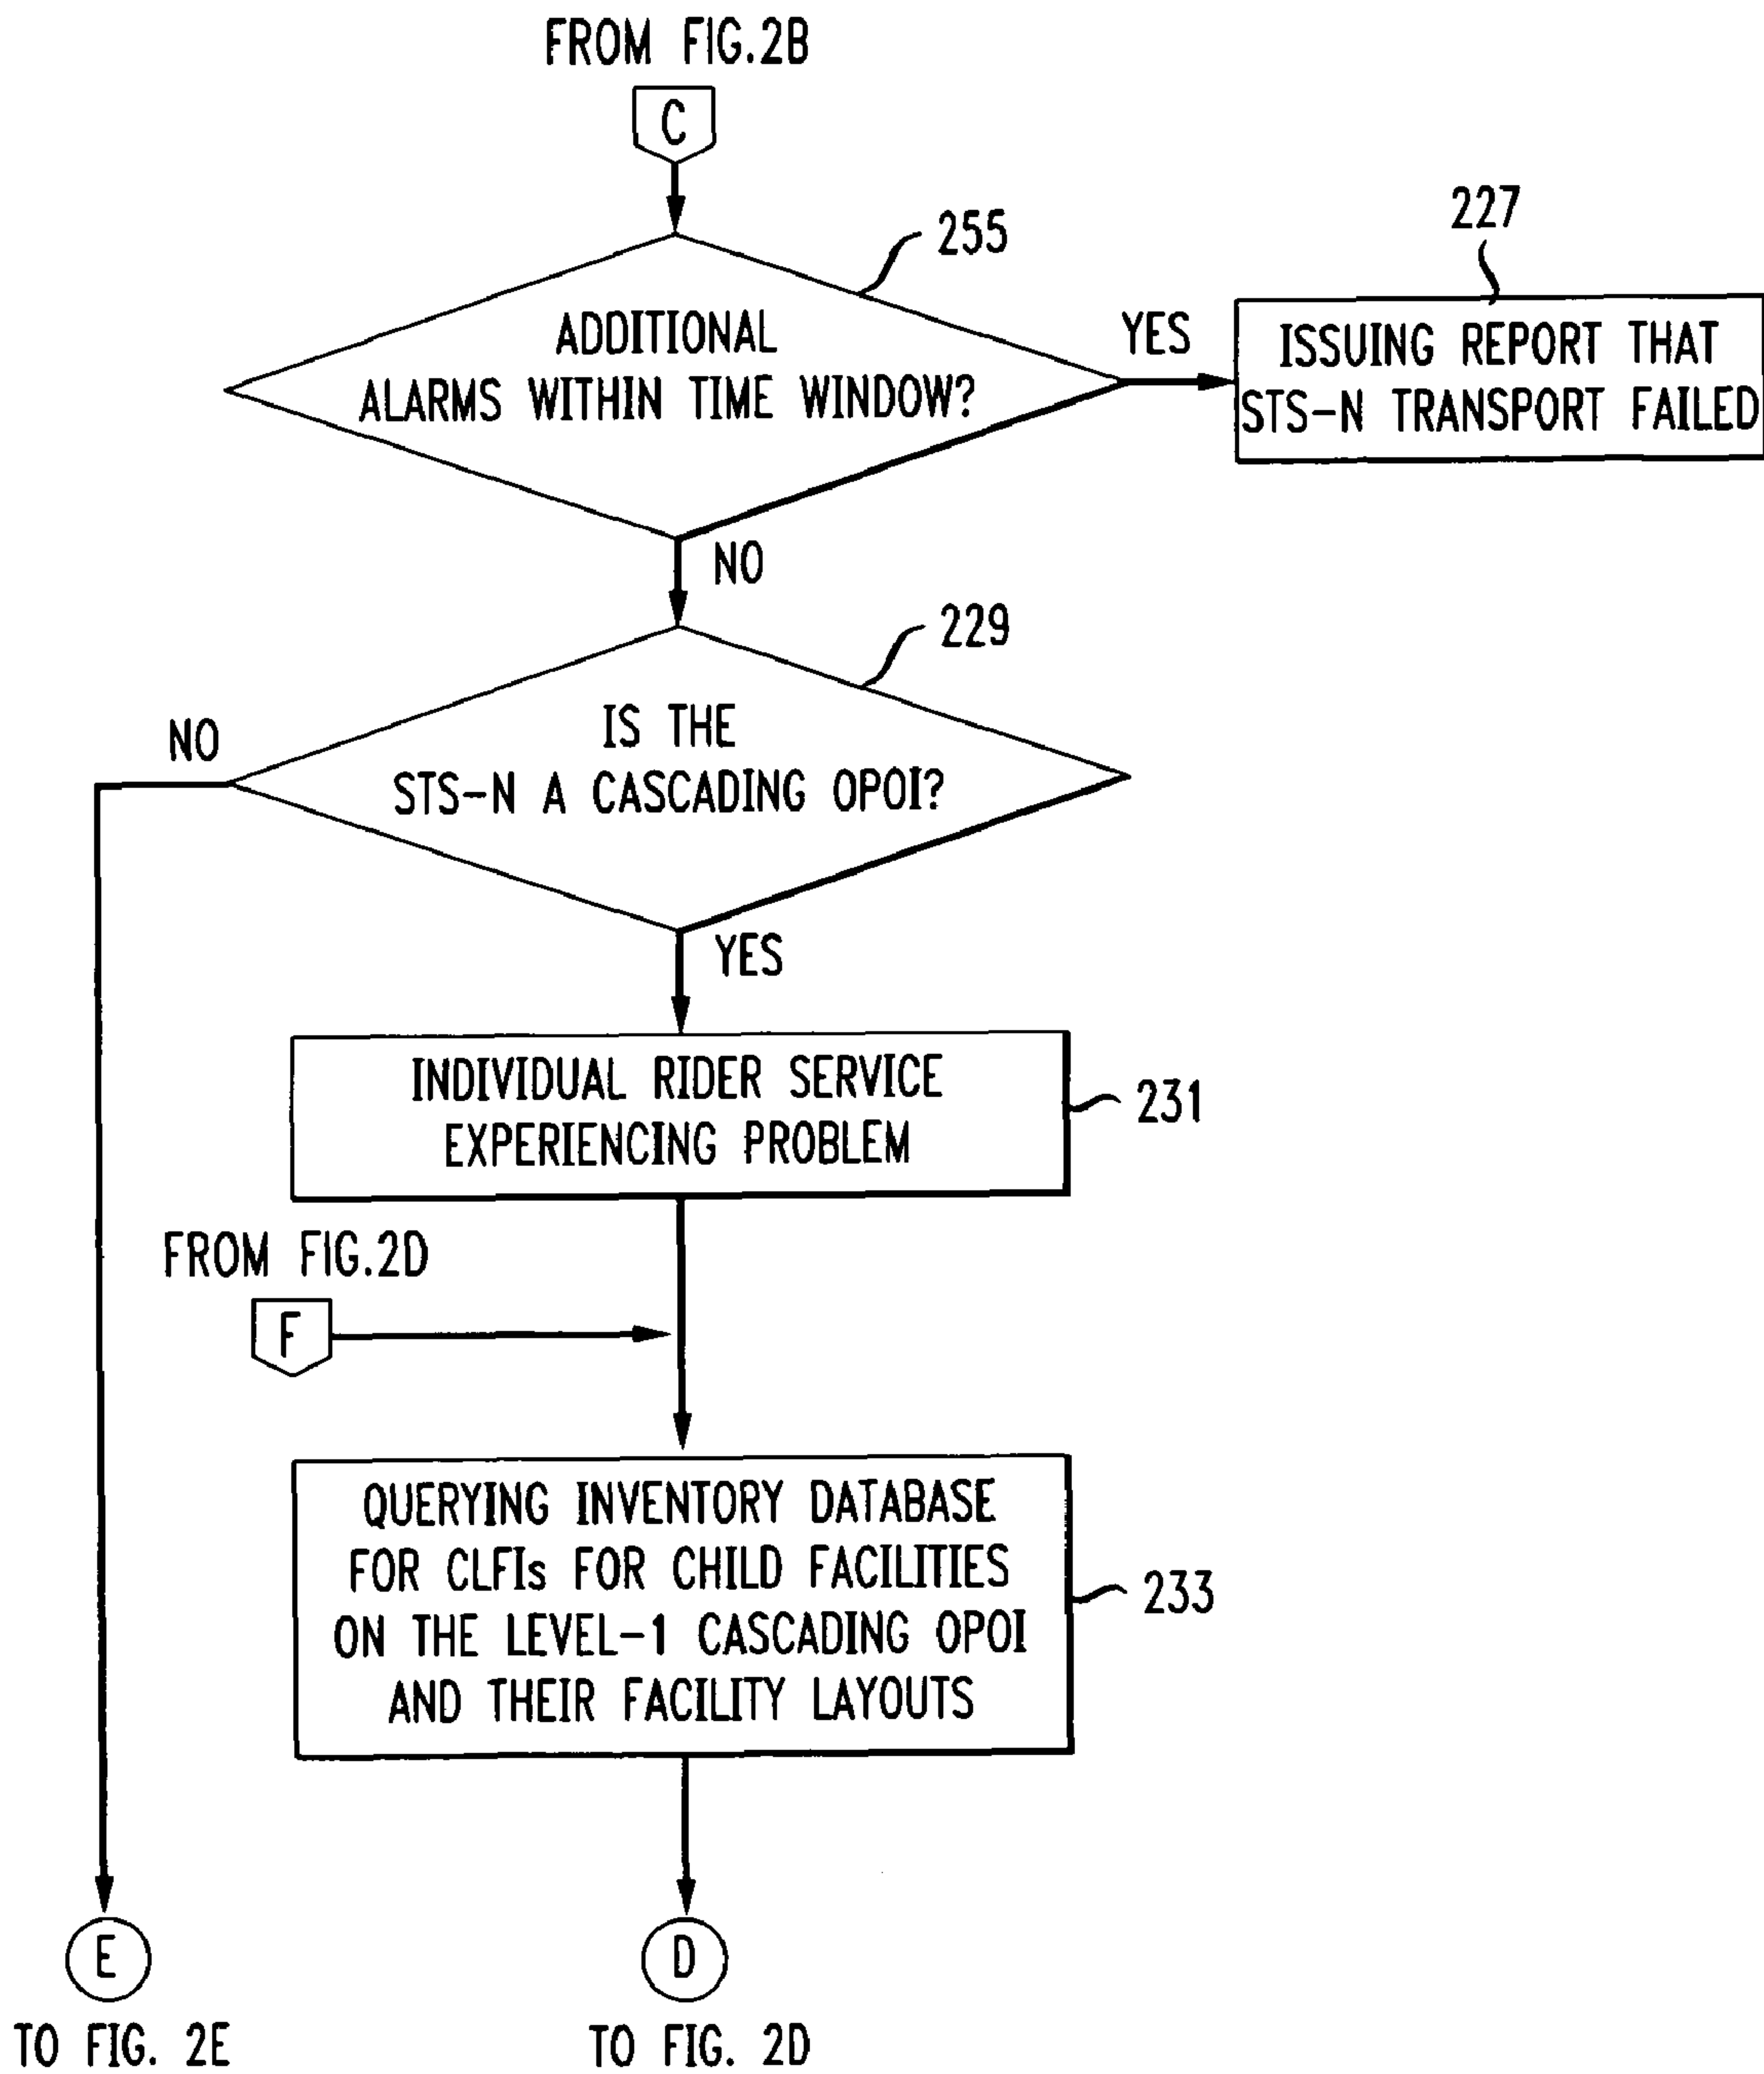 FROM FIG.2B
C
255
227
ADDITIONAL
ALARMS WITHIN TIME WINDOW?
YES
ISSUING REPORT THAT
STS-N TRANSPORT FAILED
NO
229
IS THE
STS-N A CASCADING OPOI?
NO
YES
INDIVIDUAL RIDER SERVICE
EXPERIENCING PROBLEM
231
FROM FIG.2D
F
QUERYING INVENTORY DATABASE
FOR CLFIs FOR CHILD FACILITIES
ON THE LEVEL-1 CASCADING OPOI
AND THEIR FACILITY LAYOUTS
233
E
D
TO FIG. 2E
TO FIG. 2D